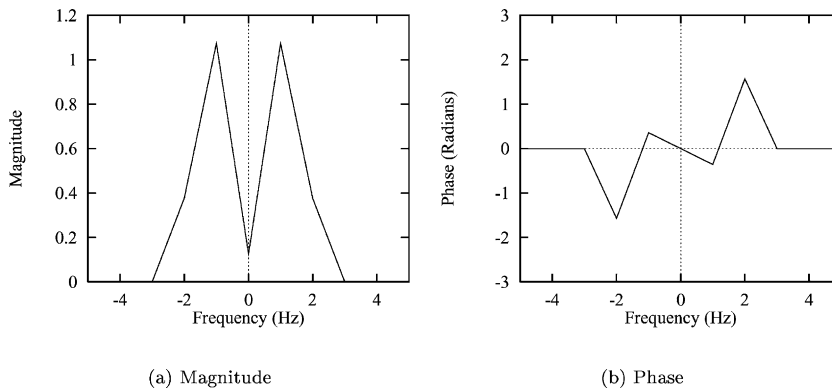 1.2
1
0.8
0.6
0.4
0.2
0
Magnitude
-4 -2 0 2 4
Frequency (Hz)
(a) Magnitude
3
2
1
0
-1
-2
-3
Phase (Radians)
-4 -2 0 2 4
Frequency (Hz)
(b) Phase